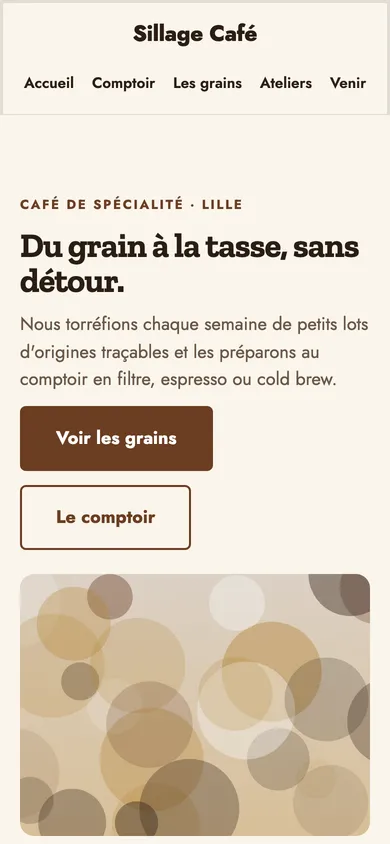 Sillage Café
Accueil Comptoir Les grains Ateliers Venir
CAFÉ DE SPÉCIALITÉ · LILLE
Du grain à la tasse, sans
détour.
Nous torréfions chaque semaine de petits lots
d'origines traçables et les préparons au
comptoir en filtre, espresso ou cold brew.
Voir les grains
Le comptoir